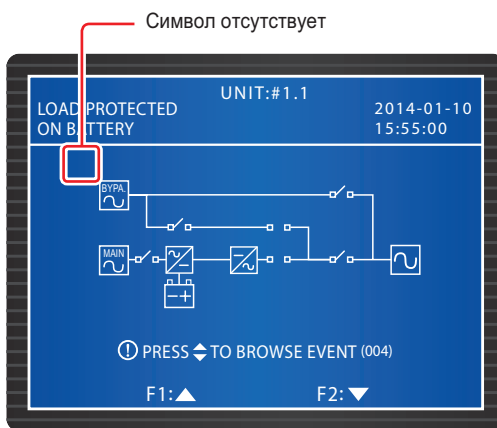 Символ отсутствует
UNIT:#1.1
LOAD PROTECTED
ON BATTERY
2014-01-10
15:55:00
BYPA.
MAIN
PRESS TO BROWSE EVENT (004)
F1: F2: